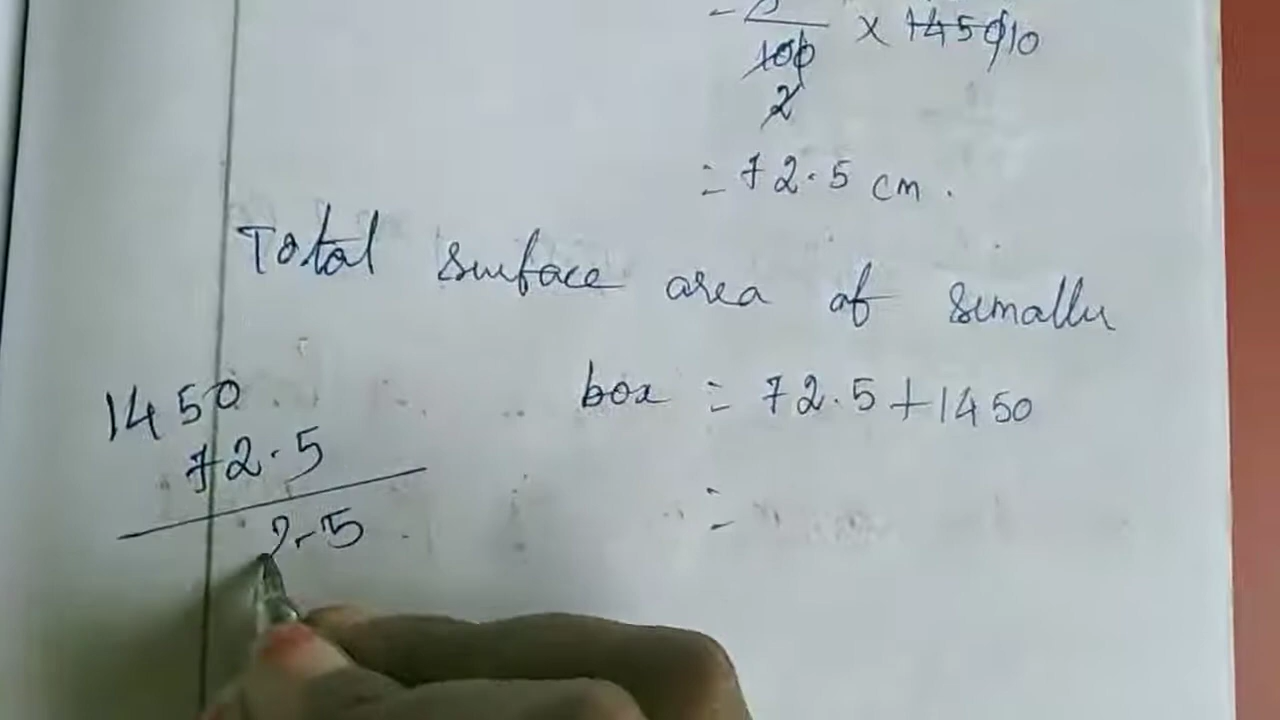 5/100 × 1450 10
2
= 72.5 cm.
Total surface area of smaller
box = 72.5 + 1450
=
1450
72.5
2.5